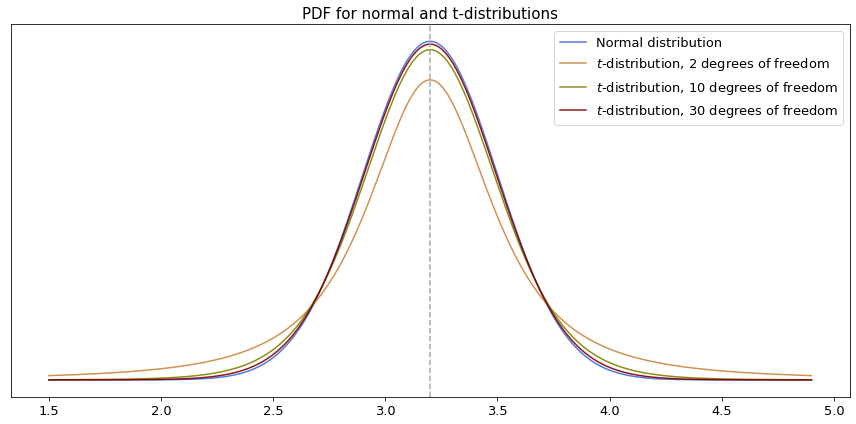 PDF for normal and t-distributions
Normal distribution
t-distribution, 2 degrees of freedom
t-distribution, 10 degrees of freedom
t-distribution, 30 degrees of freedom
1.5 2.0 2.5 3.0 3.5 4.0 4.5 5.0